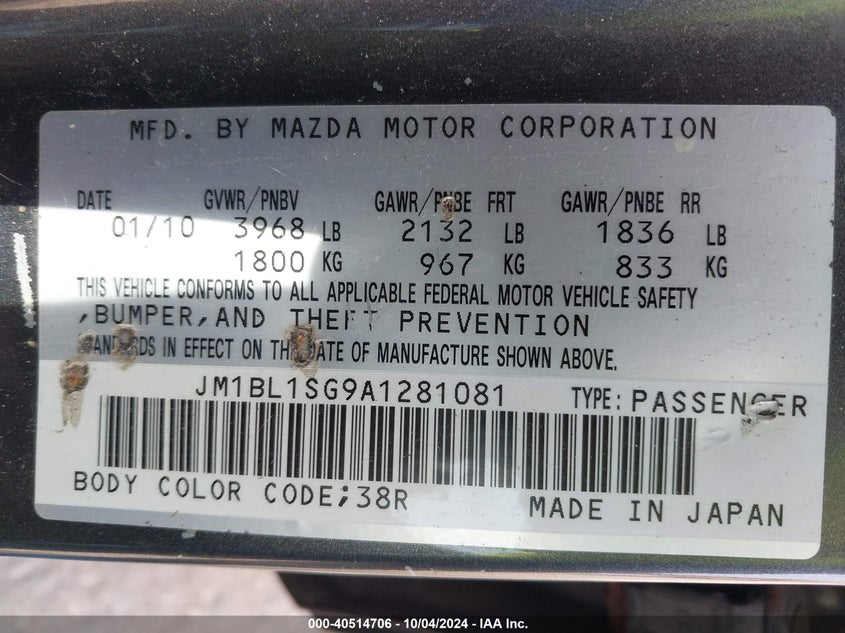 MFD. BY MAZDA MOTOR CORPORATION
DATE GVWR/PNBV GAWR/PNBE FRT GAWR/PNBE RR
01/10 3968 LB 2132 LB 1836 LB
1800 KG 967 KG 833 KG
THIS VEHICLE CONFORMS TO ALL APPLICABLE FEDERAL MOTOR VEHICLE SAFETY
,BUMPER,AND THEFT PREVENTION
STANDARDS IN EFFECT ON THE DATE OF MANUFACTURE SHOWN ABOVE.
JM1BL1SG9A1281081 TYPE: PASSENGER
BODY COLOR CODE;38R MADE IN JAPAN
000-40514706 - 10/04/2024 - IAA Inc.